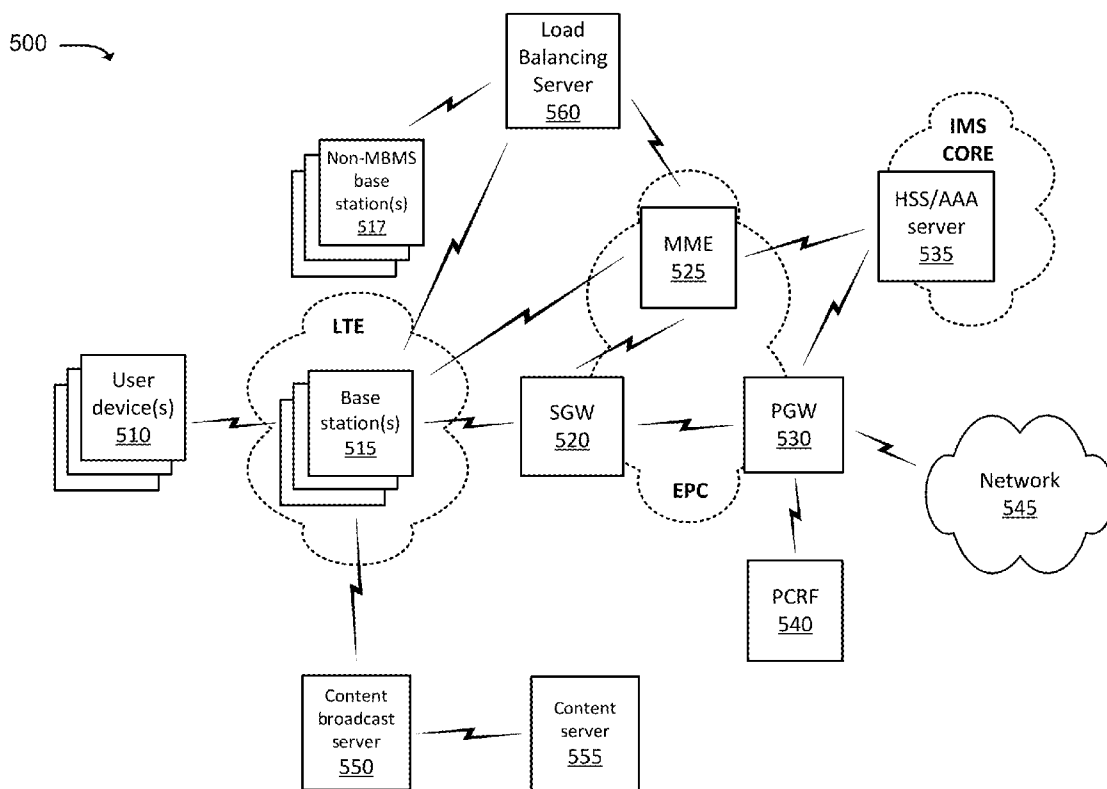 500
Load
Balancing
Server
560
Non-MBMS
base
station(s)
517
IMS
CORE
HSS/AAA
server
535
MME
525
LTE
User
device(s)
510
Base
station(s)
515
SGW
520
PGW
530
EPC
Network
545
PCRF
540
Content
broadcast
server
550
Content
server
555